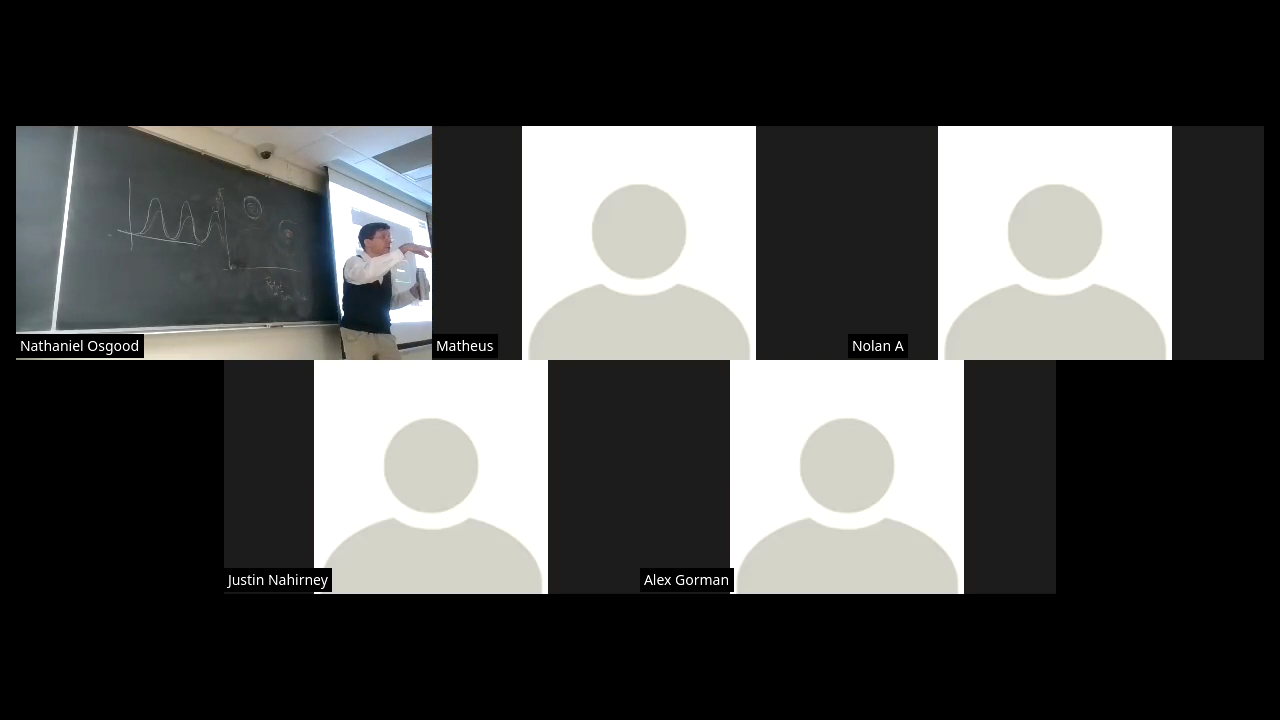 Nathaniel Osgood
Matheus
Nolan A
Justin Nahirney
Alex Gorman